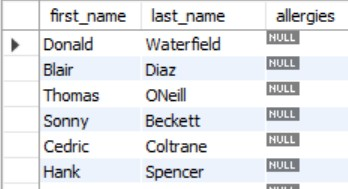 first_name last_name allergies
Donald Waterfield NULL
Blair Diaz NULL
Thomas ONeill NULL
Sonny Beckett NULL
Cedric Coltrane NULL
Hank Spencer NULL